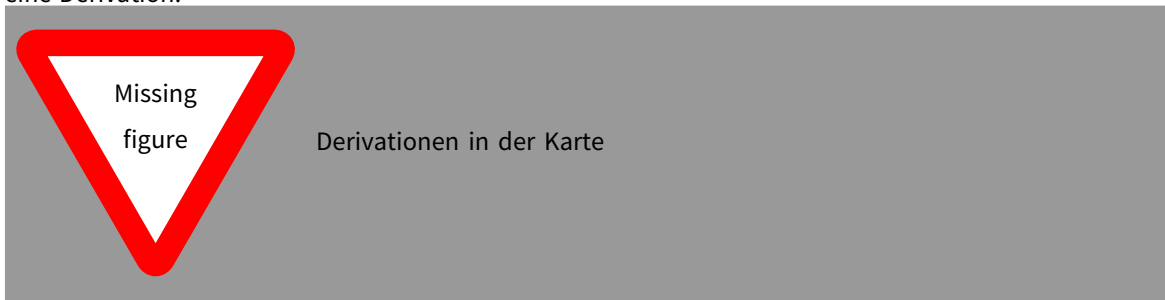 eine Derivation.
Missing
figure
Derivationen in der Karte